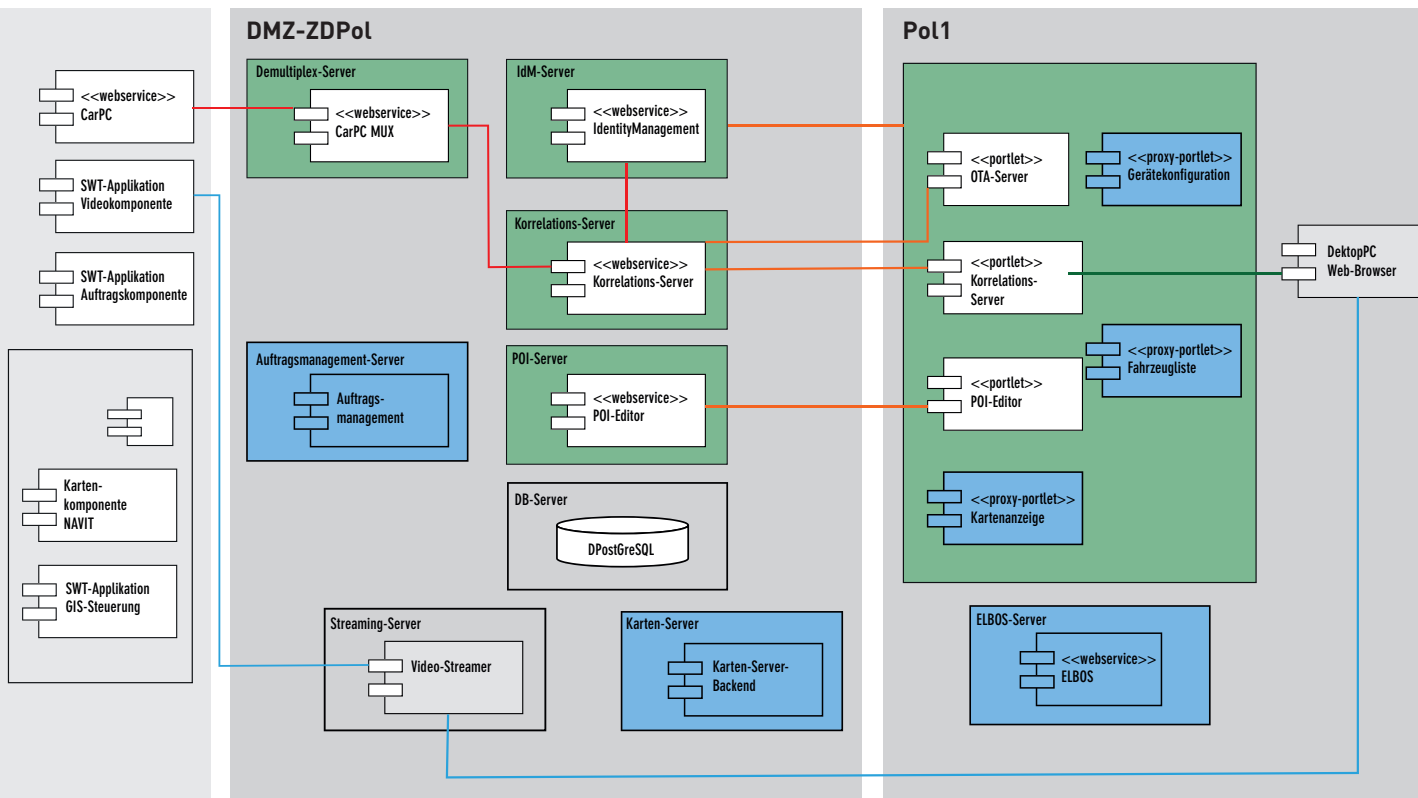 <<webservice>>
CarPC
SWT-Applikation
Videokomponente
SWT-Applikation
Auftragskomponente
Karten-
komponente
NAVIT
SWT-Applikation
GIS-Steuerung
DMZ-ZDPol
Demultiplex-Server
<<webservice>>
CarPC MUX
IdM-Server
<<webservice>>
IdentityManagement
Korrelations-Server
<<webservice>>
Korrelations-Server
Auftragsmanagement-Server
Auftrags-
management
POI-Server
<<webservice>>
POI-Editor
DB-Server
DPostGreSQL
Streaming-Server
Video-Streamer
Karten-Server
Karten-Server-
Backend
Pol1
<<portlet>>
OTA-Server
<<proxy-portlet>>
Gerätekonfiguration
<<portlet>>
Korrelations-
Server
<<proxy-portlet>>
Fahrzeugliste
<<portlet>>
POI-Editor
<<proxy-portlet>>
Kartenanzeige
ELBOS-Server
<<webservice>>
ELBOS
DektopPC
Web-Browser